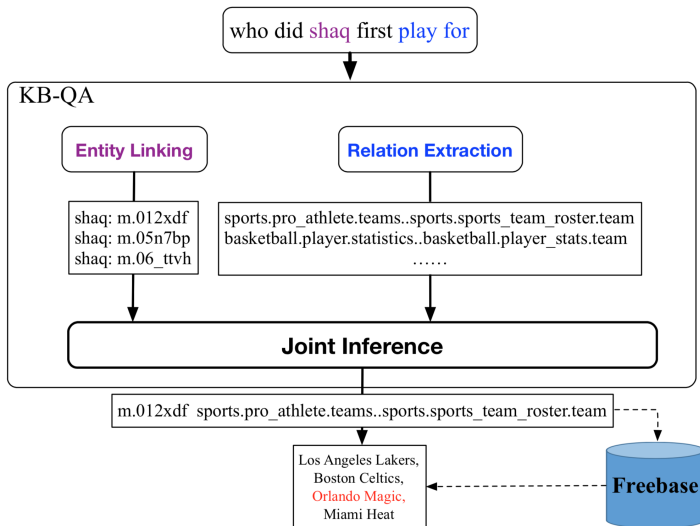 who did shaq first play for
KB-QA
Entity Linking
Relation Extraction
shaq: m.012xdf
shaq: m.05n7bp
shaq: m.06_ttvh
sports.pro_athlete.teams..sports.sports_team_roster.team
basketball.player.statistics..basketball.player_stats.team
......
Joint Inference
m.012xdf sports.pro_athlete.teams..sports.sports_team_roster.team
Los Angeles Lakers,
Boston Celtics,
Orlando Magic,
Miami Heat
Freebase